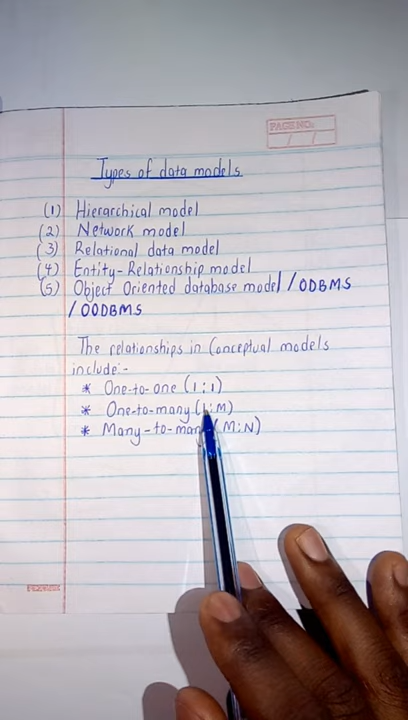 PAGE NO.:
/ /
Types of data models
(1) Hierarchical model
(2) Network model
(3) Relational data model
(4) Entity-Relationship model
(5) Object Oriented database model / ODBMS
/ OODBMS
The relationships in Conceptual models
include:-
* One-to-one (1:1)
* One-to-many (1:M)
* Many-to-many (M:N)